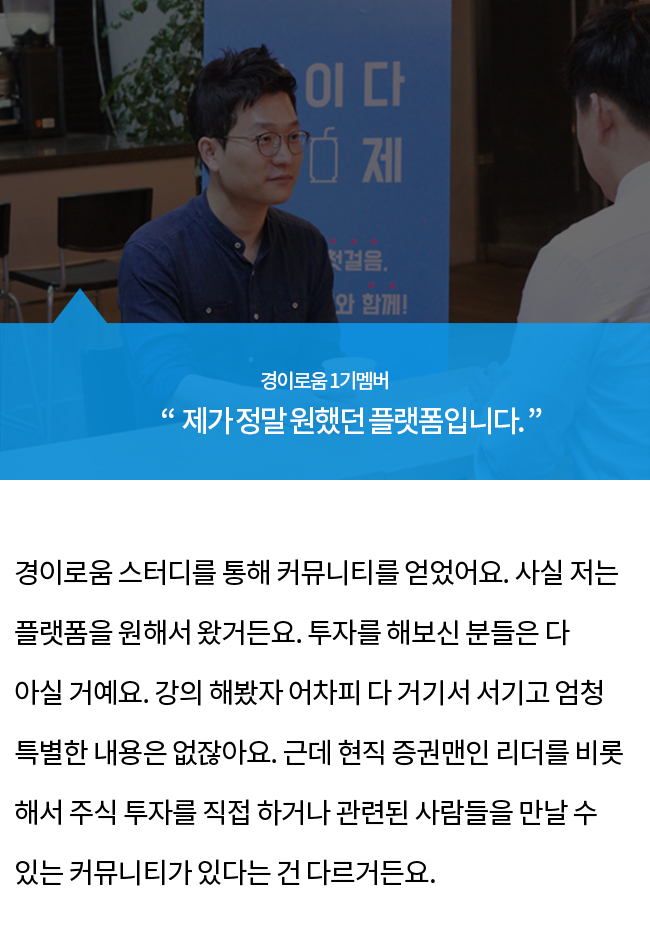 이다
제
첫걸음.
와 함께!
경이로움 1기멤버
“ 제가 정말 원했던 플랫폼입니다. ”
경이로움 스터디를 통해 커뮤니티를 얻었어요. 사실 저는
플랫폼을 원해서 왔거든요. 투자를 해보신 분들은 다
아실 거예요. 강의 해봤자 어차피 다 거기서 서기고 엄청
특별한 내용은 없잖아요. 근데 현직 증권맨인 리더를 비롯
해서 주식 투자를 직접 하거나 관련된 사람들을 만날 수
있는 커뮤니티가 있다는 건 다르거든요.